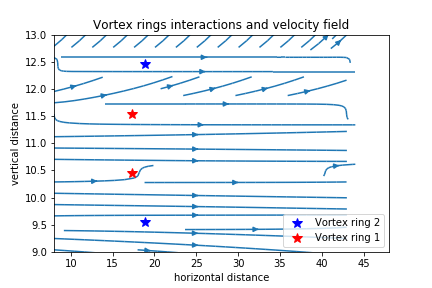 Vortex rings interactions and velocity field
13.0
12.5
12.0
11.5
11.0
10.5
10.0
9.5
9.0
vertical distance
Vortex ring 2
Vortex ring 1
10 15 20 25 30 35 40 45
horizontal distance